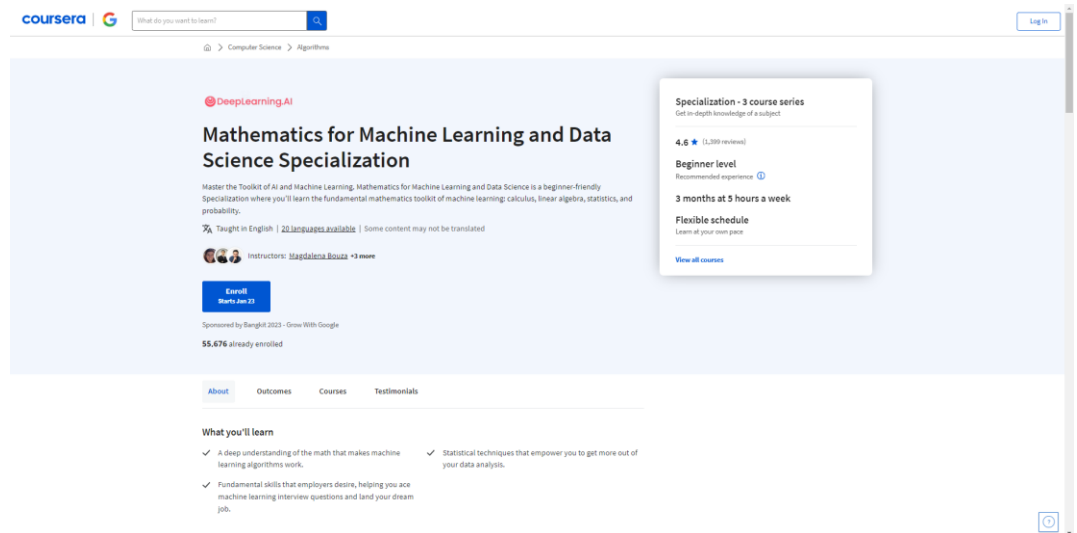 coursera
G
What do you want to learn?
Log In
Computer Science
Algorithms
DeepLearning.AI
Mathematics for Machine Learning and Data
Science Specialization
Master the Toolkit of AI and Machine Learning. Mathematics for Machine Learning and Data Science is a beginner-friendly
Specialization where you'll learn the fundamental mathematics toolkit of machine learning: calculus, linear algebra, statistics, and
probability.
Taught in English | 20 languages available | Some content may not be translated
Instructors: Magdalena Bouza +3 more
Enroll
Starts Jan 23
Sponsored by Bangkit 2023 - Grow With Google
55,676 already enrolled
Specialization - 3 course series
Get in-depth knowledge of a subject
4.6 ★ (1,399 reviews)
Beginner level
Recommended experience
3 months at 5 hours a week
Flexible schedule
Learn at your own pace
View all courses
About
Outcomes
Courses
Testimonials
What you'll learn
A deep understanding of the math that makes machine
learning algorithms work.
Statistical techniques that empower you to get more out of
your data analysis.
Fundamental skills that employers desire, helping you ace
machine learning interview questions and land your dream
job.